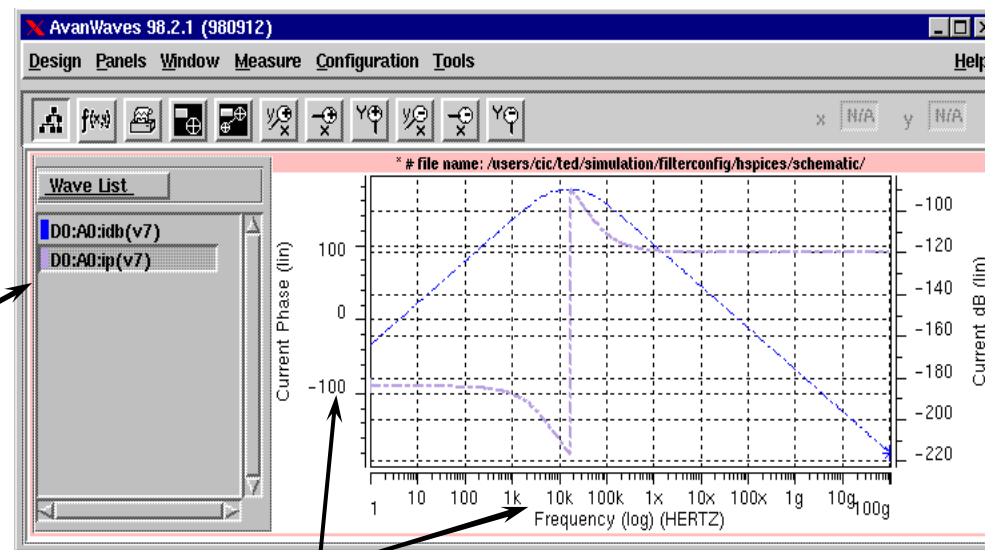 AvanWaves 98.2.1 (980912)
Design Panels Window Measure Configuration Tools Help
f(x,y) y x x Y y x x Y x N/A y N/A
* # file name: /users/cic/ted/simulation/filterconfig/hspices/schematic/
Wave List
D0:A0:idb(v7)
D0:A0:ip(v7)
Current Phase (lin)
100
0
-100
-100
-120
-140
-160
-180
-200
-220
Current dB (lin)
1 10 100 1k 10k 100k 1x 10x 100x 1g 10g 100g
Frequency (log) (HERTZ)